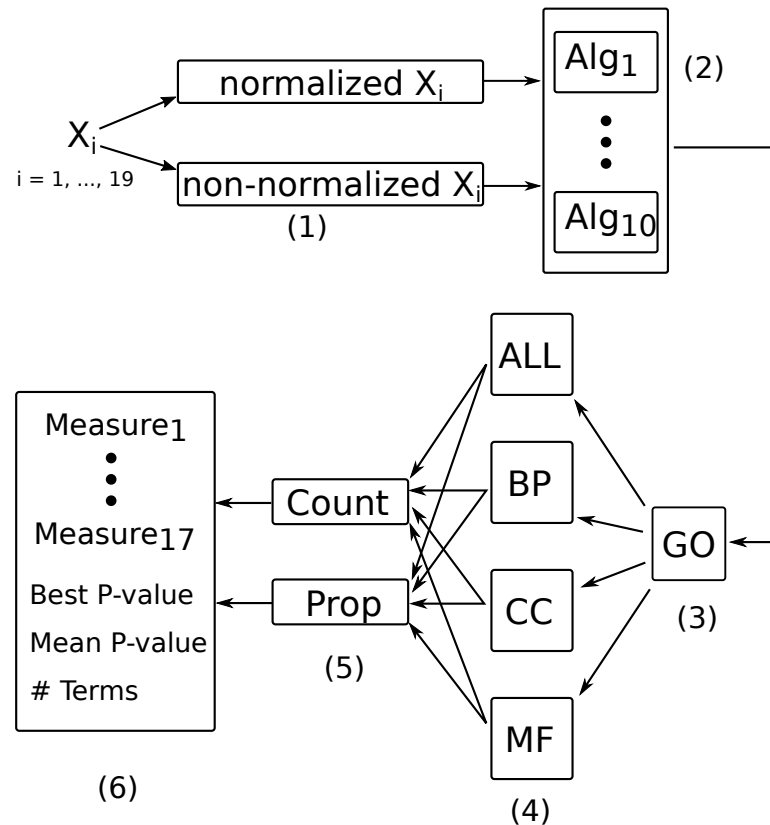 normalized Xi
Alg1
(2)
Xi
i = 1, ..., 19
non-normalized Xi
(1)
Alg10
ALL
Measure1
BP
Count
Measure17
GO
Best P-value
Prop
CC
(3)
Mean P-value
(5)
# Terms
MF
(6)
(4)